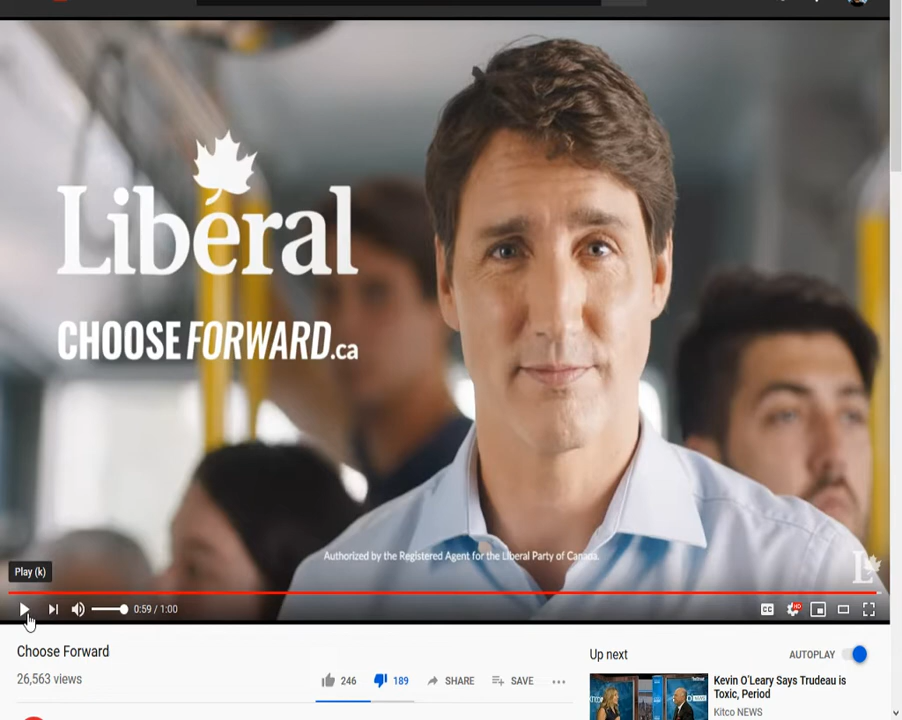 Libéral
CHOOSE FORWARD.ca
Authorized by the Registered Agent for the Liberal Party of Canada.
L
Play (k)
0:59 / 1:00
CC
HD
Choose Forward
26,563 views
246
189
SHARE
SAVE
Up next
AUTOPLAY
Kevin O'Leary Says Trudeau is
Toxic, Period
Kitco NEWS